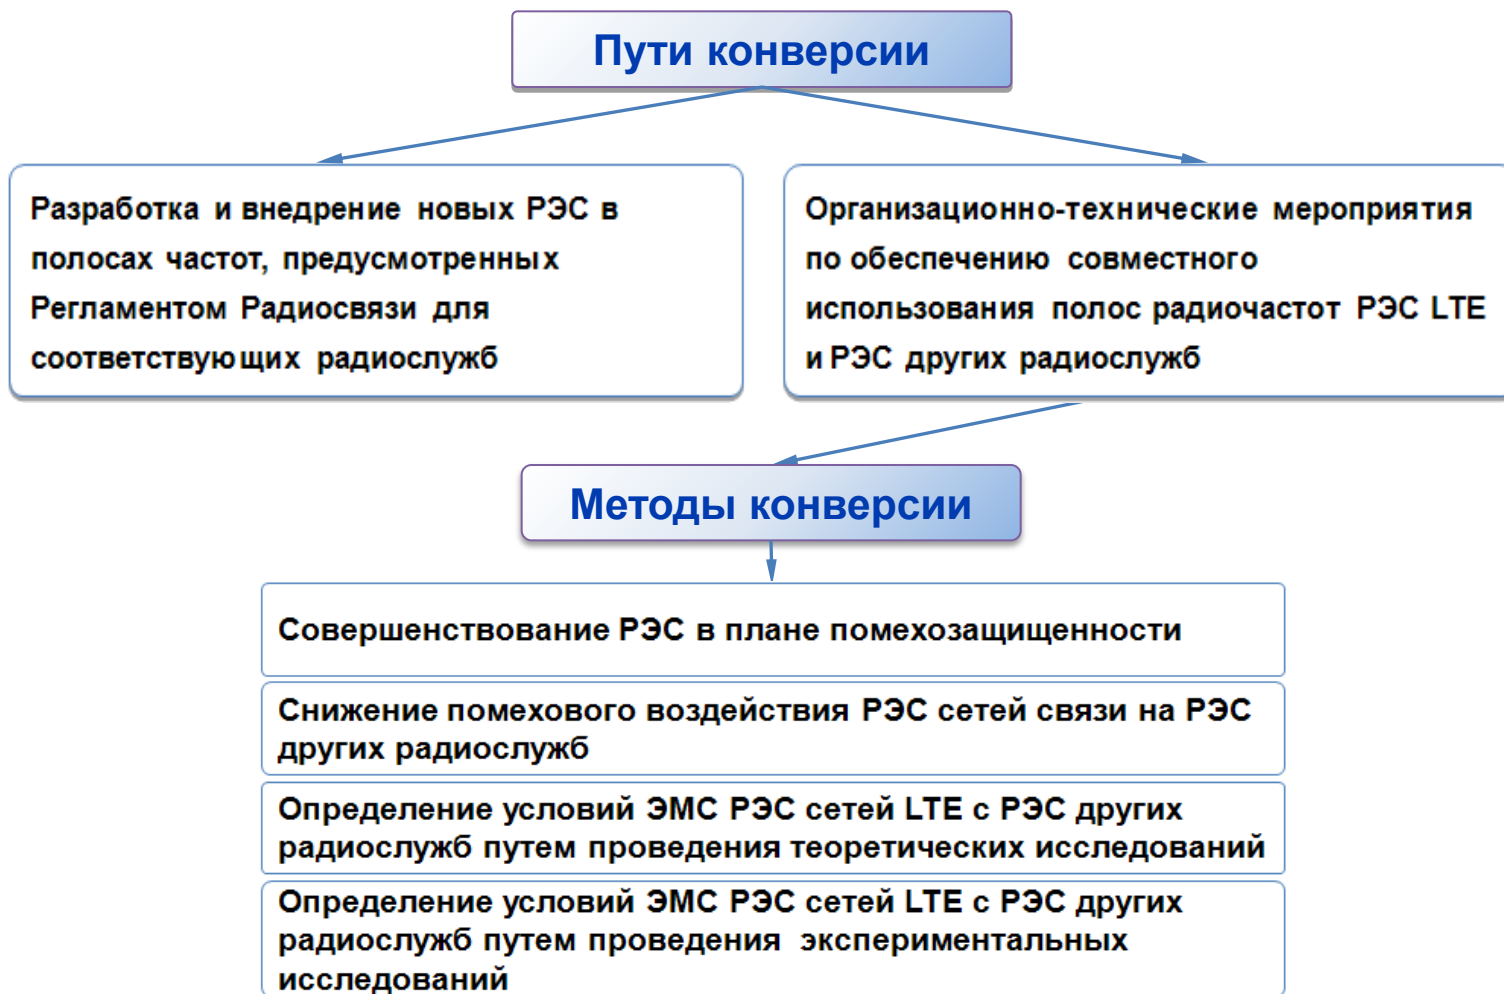 Пути конверсии
Разработка и внедрение новых РЭС в
полосах частот, предусмотренных
Регламентом Радиосвязи для
соответствующих радиослужб
Организационно-технические мероприятия
по обеспечению совместного
использования полос радиочастот РЭС LTE
и РЭС других радиослужб
Методы конверсии
Совершенствование РЭС в плане помехозащищенности
Снижение помехового воздействия РЭС сетей связи на РЭС
других радиослужб
Определение условий ЭМС РЭС сетей LTE с РЭС других
радиослужб путем проведения теоретических исследований
Определение условий ЭМС РЭС сетей LTE с РЭС других
радиослужб путем проведения экспериментальных
исследований